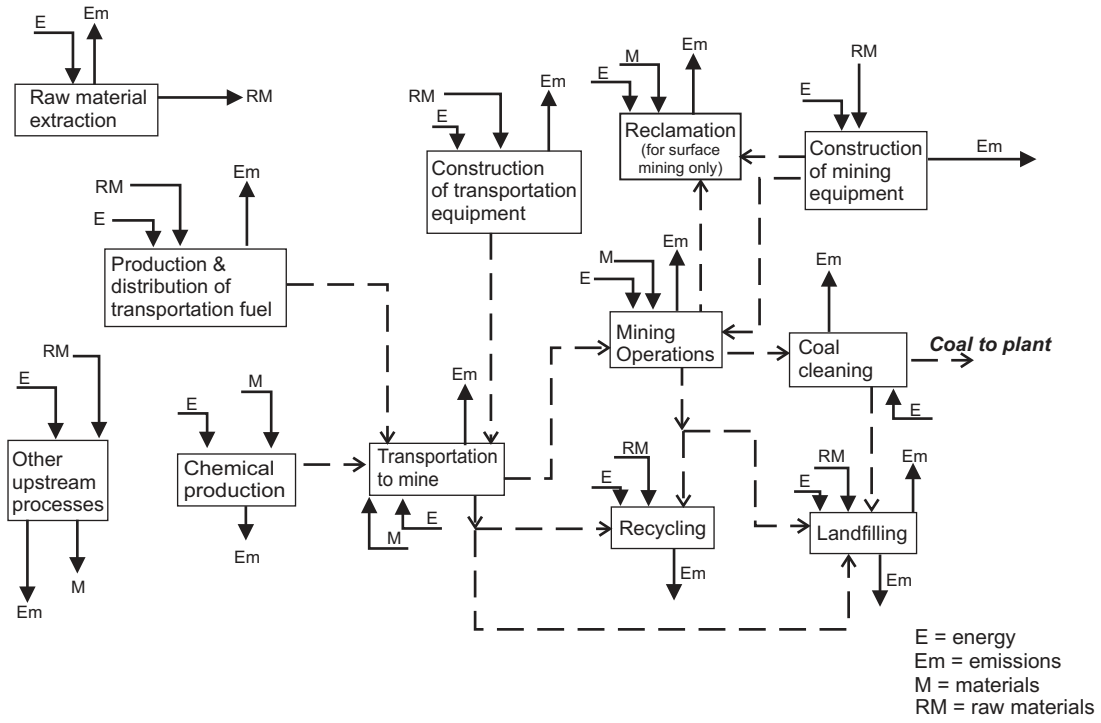 E
Em
Raw material
extraction
RM
RM
E
Em
Construction
of transportation
equipment
M
E
Em
Reclamation
(for surface
mining only)
RM
E
Construction
of mining
equipment
Em
RM
E
Em
Production &
distribution of
transportation fuel
M
E
Em
Mining
Operations
Em
Coal
cleaning
E
Coal to plant
RM
E
Other
upstream
processes
Em
M
M
E
Chemical
production
Em
Em
Transportation
to mine
E
M
RM
E
Recycling
Em
RM
E
Em
Landfilling
Em
E = energy
Em = emissions
M = materials
RM = raw materials